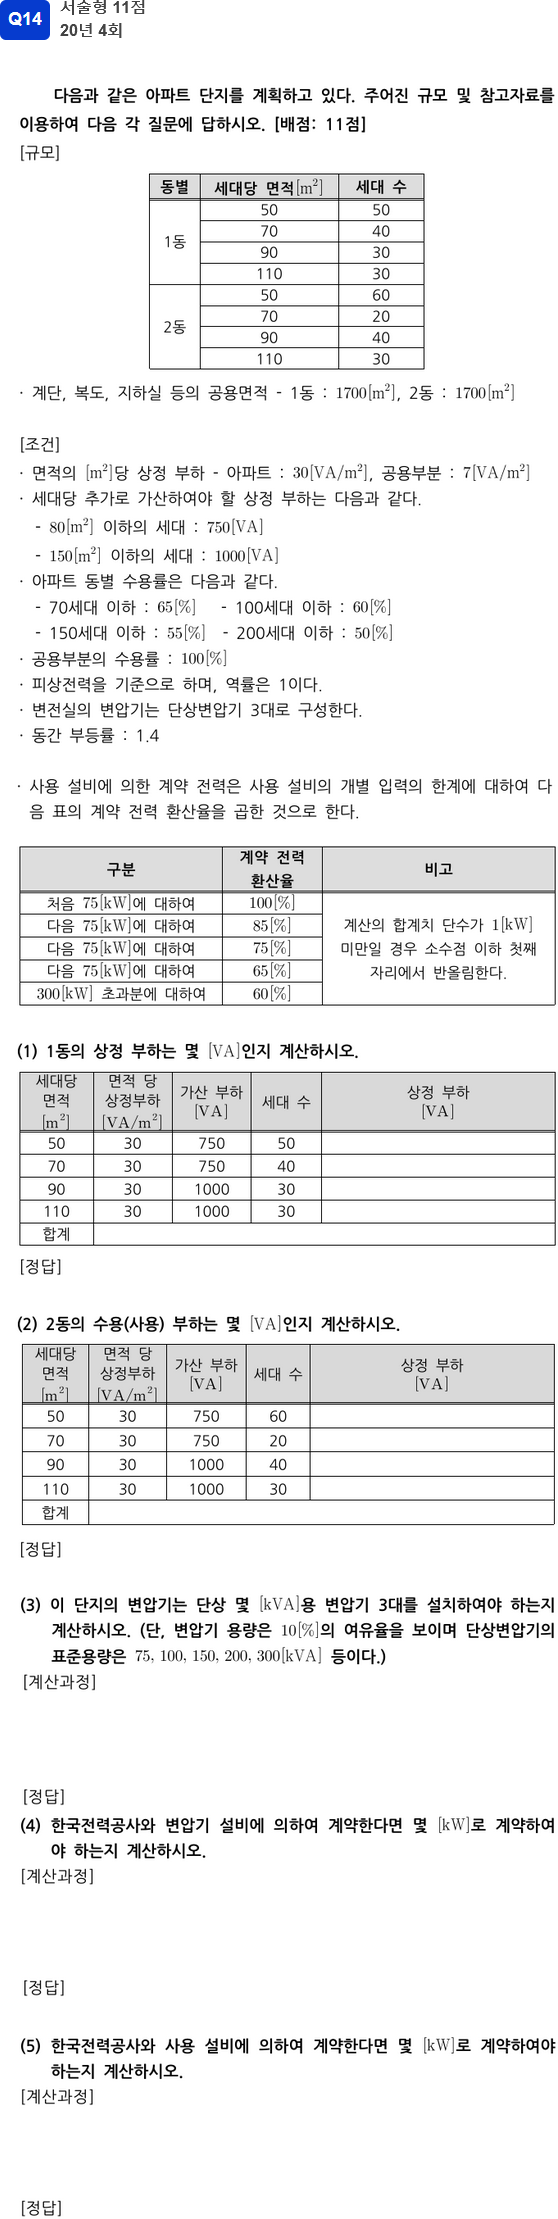 Q14
서술형 11점
20년 4회
다음과 같은 아파트 단지를 계획하고 있다. 주어진 규모 및 참고자료를
이용하여 다음 각 질문에 답하시오. [배점: 11점]
[규모]
동별 세대당 면적[m²] 세대 수
1동
50 50
70 40
90 30
110 30
2동
50 60
70 20
90 40
110 30
· 계단, 복도, 지하실 등의 공용면적 - 1동 : 1700[m²], 2동 : 1700[m²]
[조건]
· 면적의 [m²]당 상정 부하 - 아파트 : 30[VA/m²], 공용부분 : 7[VA/m²]
· 세대당 추가로 가산하여야 할 상정 부하는 다음과 같다.
- 80[m²] 이하의 세대 : 750[VA]
- 150[m²] 이하의 세대 : 1000[VA]
· 아파트 동별 수용률은 다음과 같다.
- 70세대 이하 : 65[%] - 100세대 이하 : 60[%]
- 150세대 이하 : 55[%] - 200세대 이하 : 50[%]
· 공용부분의 수용률 : 100[%]
· 피상전력을 기준으로 하며, 역률은 1이다.
· 변전실의 변압기는 단상변압기 3대로 구성한다.
· 동간 부등률 : 1.4
· 사용 설비에 의한 계약 전력은 사용 설비의 개별 입력의 한계에 대하여 다
음 표의 계약 전력 환산율을 곱한 것으로 한다.
구분 계약 전력 비고
환산율
처음 75[kW]에 대하여 100[%]
다음 75[kW]에 대하여 85[%] 계산의 합계치 단수가 1[kW]
다음 75[kW]에 대하여 75[%] 미만일 경우 소수점 이하 첫째
다음 75[kW]에 대하여 65[%] 자리에서 반올림한다.
300[kW] 초과분에 대하여 60[%]
(1) 1동의 상정 부하는 몇 [VA]인지 계산하시오.
세대당 면적 당
면적 상정부하 가산 부하 세대 수 상정 부하
[m²] [VA/m²] [VA] [VA]
50 30 750 50
70 30 750 40
90 30 1000 30
110 30 1000 30
합계
[정답]
(2) 2동의 수용(사용) 부하는 몇 [VA]인지 계산하시오.
세대당 면적 당
면적 상정부하 가산 부하 세대 수 상정 부하
[m²] [VA/m²] [VA] [VA]
50 30 750 60
70 30 750 20
90 30 1000 40
110 30 1000 30
합계
[정답]
(3) 이 단지의 변압기는 단상 몇 [kVA]용 변압기 3대를 설치하여야 하는지
계산하시오. (단, 변압기 용량은 10[%]의 여유율을 보이며 단상변압기의
표준용량은 75, 100, 150, 200, 300[kVA] 등이다.)
[계산과정]
[정답]
(4) 한국전력공사와 변압기 설비에 의하여 계약한다면 몇 [kW]로 계약하여
야 하는지 계산하시오.
[계산과정]
[정답]
(5) 한국전력공사와 사용 설비에 의하여 계약한다면 몇 [kW]로 계약하여야
하는지 계산하시오.
[계산과정]
[정답]